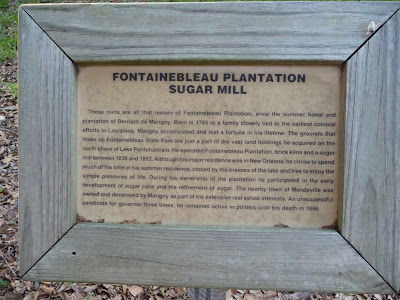 FONTAINEBLEAU PLANTATION
SUGAR MILL
These ruins are all that remain of Fontainebleau Plantation, once the summer home and
plantation of Bernard de Marigny. Born in 1785 to a family closely tied to the earliest colonial
efforts in Louisiana, Marigny accumulated and lost a fortune in his lifetime. The grounds that
make up Fontainebleau State Park are just a part of the vast land holdings he acquired on the
north shore of Lake Pontchartrain. He operated Fontainebleau Plantation, brick kilns and a sugar
mill between 1828 and 1852. Although his major residence was in New Orleans, he chose to spend
much of his time at his summer residence, cooled by the breezes of the lake and free to enjoy the
simple pleasures of life. During his ownership of the plantation he participated in the early
development of sugar cane and the refinement of sugar. The nearby town of Mandeville was
owned and developed by Marigny as part of his extensive real estate interests. An unsuccessful
candidate for governor three times, he remained active in politics until his death in 1868.